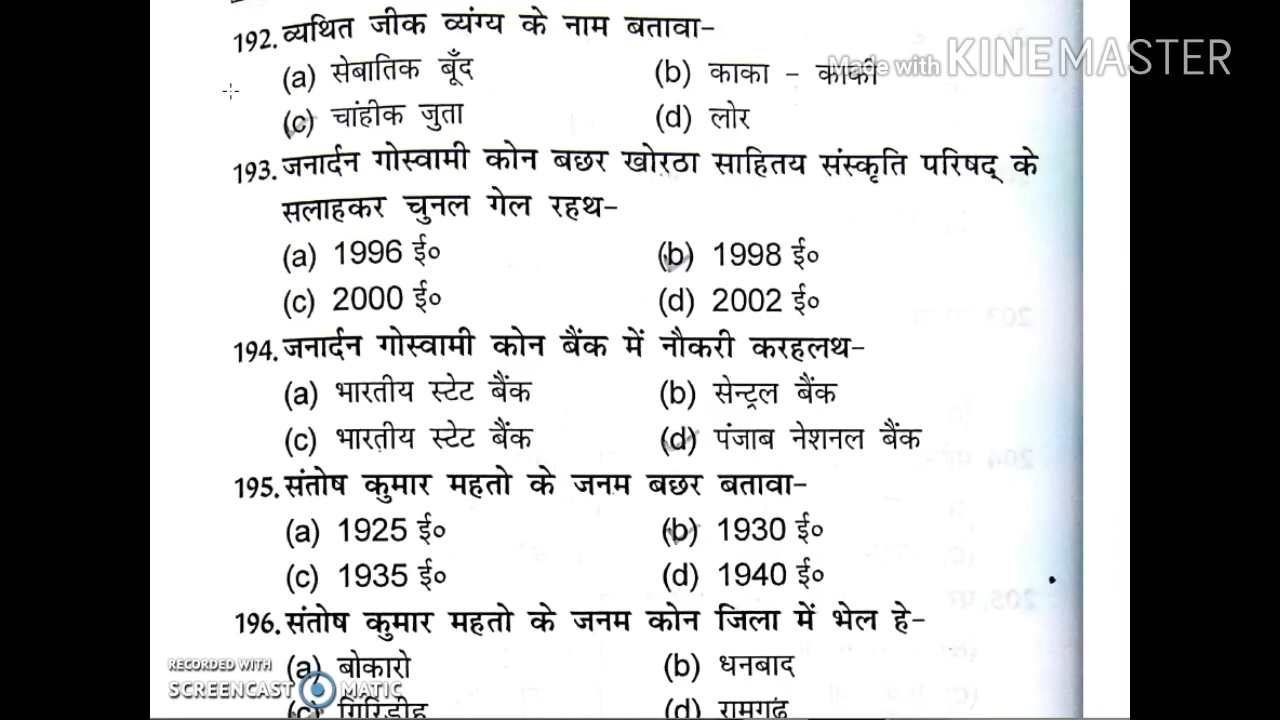 192. व्यथित जीक व्यंग्य के नाम बतावा–
(a) सेबातिक बूँद (b) काका - काकी
Made with KINEMASTER
(c) चांहीक जुता (d) लोर
193. जनार्दन गोस्वामी कोन बछर खोरठा साहितय संस्कृति परिषद् के
सलाहकर चुनल गेल रहथ–
(a) 1996 ई० (b) 1998 ई०
(c) 2000 ई० (d) 2002 ई०
194. जनार्दन गोस्वामी कोन बैंक में नौकरी करहलथ–
(a) भारतीय स्टेट बैंक (b) सेन्ट्रल बैंक
(c) भारतीय स्टेट बैंक (d) पंजाब नेशनल बैंक
195. संतोष कुमार महतो के जनम बछर बतावा–
(a) 1925 ई० (b) 1930 ई०
(c) 1935 ई० (d) 1940 ई०
196. संतोष कुमार महतो के जनम कोन जिला में भेल हे–
(a) बोकारो (b) धनबाद
(c) गिरिडीह (d) रामगढ़
RECORDED WITH
SCREENCAST MATIC